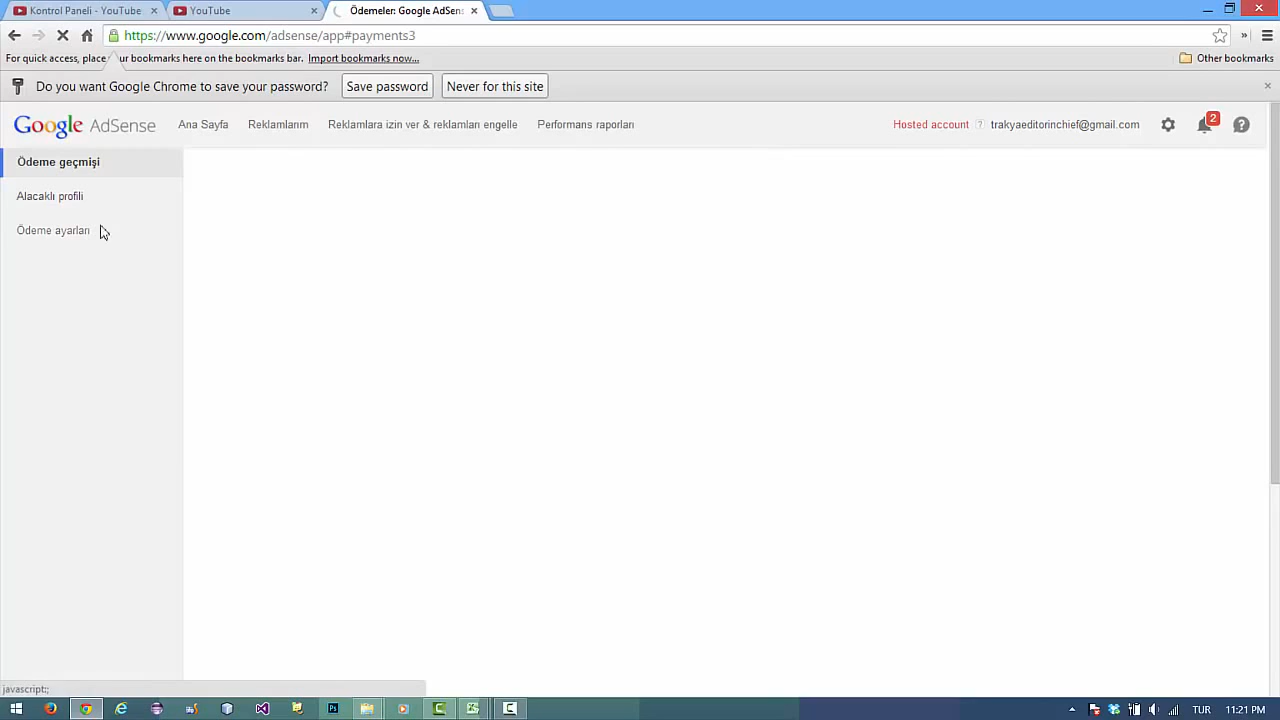 Kontrol Paneli - YouTube
YouTube
Ödemeler: Google AdSens
https://www.google.com/adsense/app#payments3
For quick access, place
ur bookmarks here on the bookmarks bar. Import bookmarks now...
Other bookmarks
Do you want Google Chrome to save your password?
Save password
Never for this site
Google AdSense
Ana Sayfa
Reklamlarım
Reklamlara izin ver & reklamları engelle
Performans raporları
Hosted account
?
trakyaeditorinchief@gmail.com
2
Ödeme geçmişi
Alacaklı profili
Ödeme ayarları
javascript:;
Ps
TUR
11:21 PM